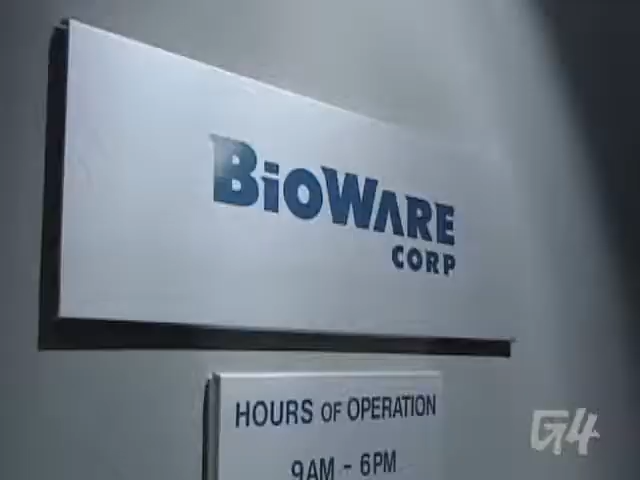 BIOWARE
CORP
HOURS OF OPERATION
9AM - 6PM
G4